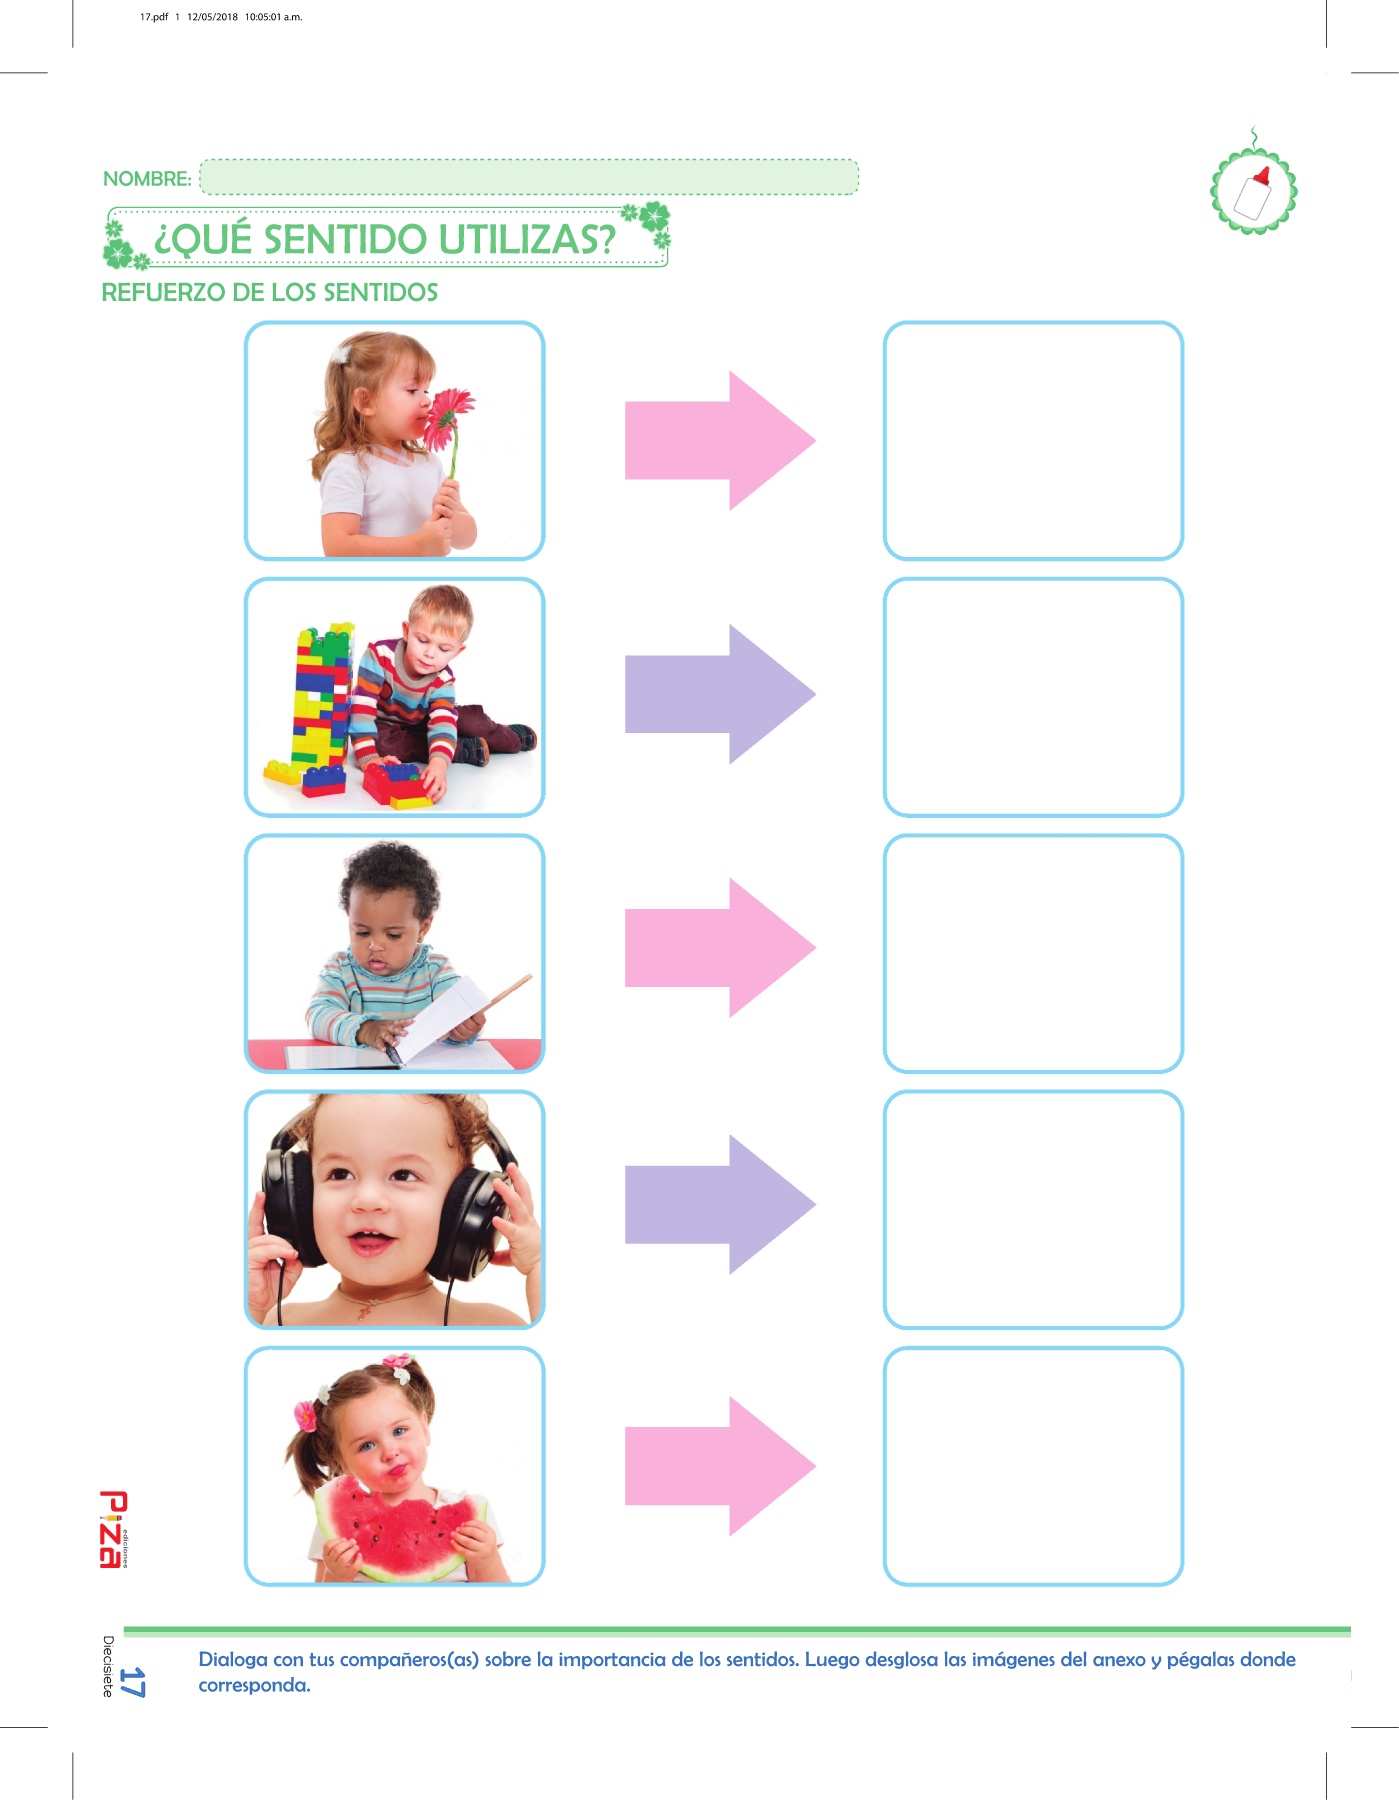 17.pdf 1 12/05/2018 10:05:01 a.m.
NOMBRE:
¿QUÉ SENTIDO UTILIZAS?
REFUERZO DE LOS SENTIDOS
Piza
ediciones
Diecisiete
17
Dialoga con tus compañeros(as) sobre la importancia de los sentidos. Luego desglosa las imágenes del anexo y pégalas donde
corresponda.